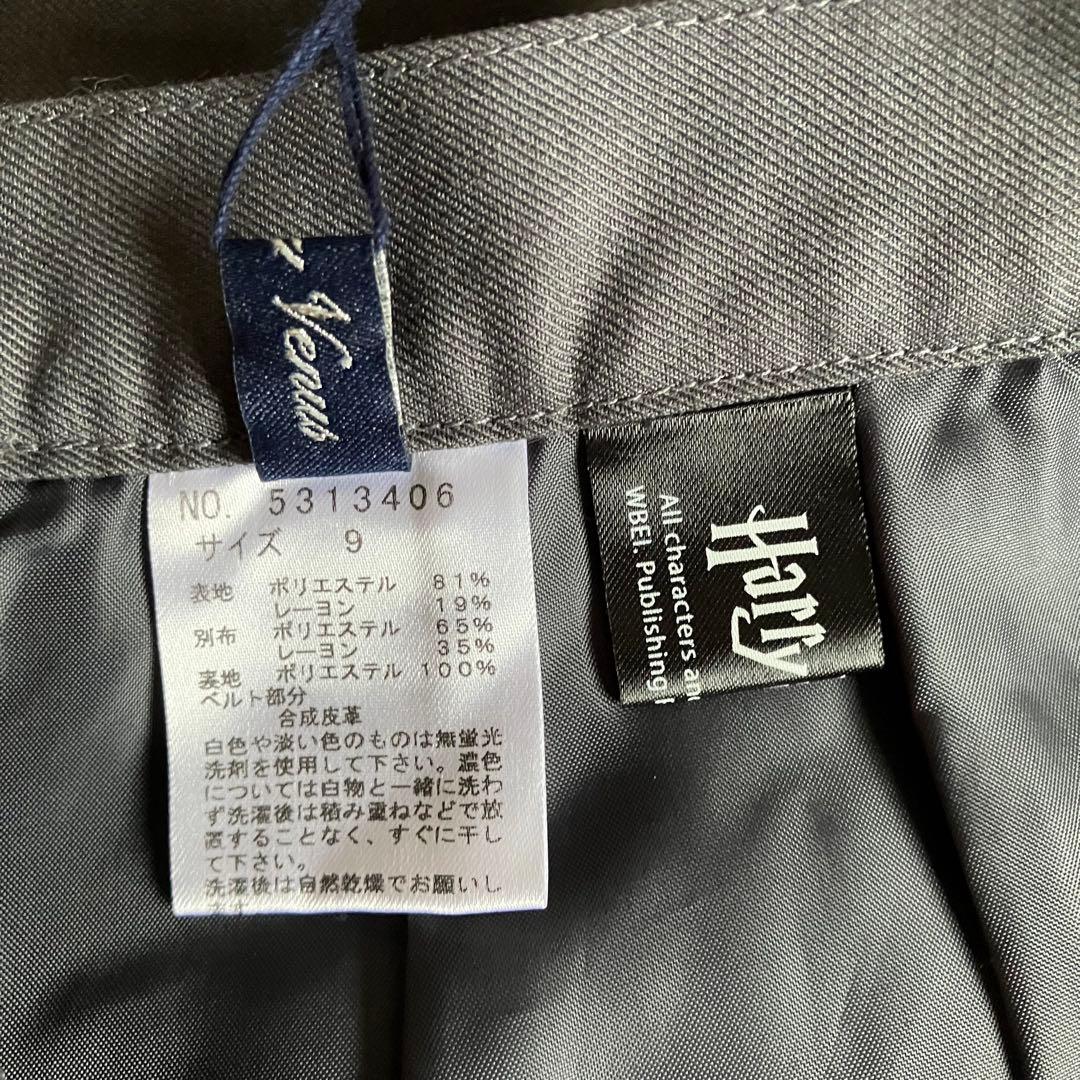 Venus
NO. 5313406
サイズ 9
表地 ポリエステル 81%
レーヨン 19%
別布 ポリエステル 65%
レーヨン 35%
裏地 ポリエステル 100%
ベルト部分
合成皮革
白色や淡い色のものは無蛍光
洗剤を使用して下さい。濃色
については白物と一緒に洗わ
ず洗濯後は積み重ねなどで放
置することなく、すぐに干し
て下さい。
洗濯後は自然乾燥でお願いし
Harry
All characters
WBEI. Publishing